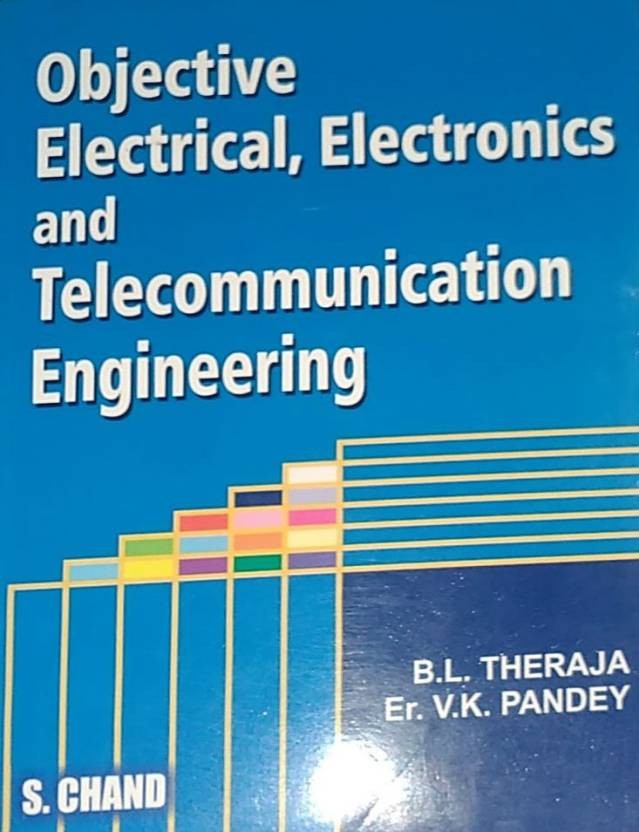 Objective
Electrical, Electronics
and
Telecommunication
Engineering
B.L. THERAJA
Er. V.K. PANDEY
S. CHAND